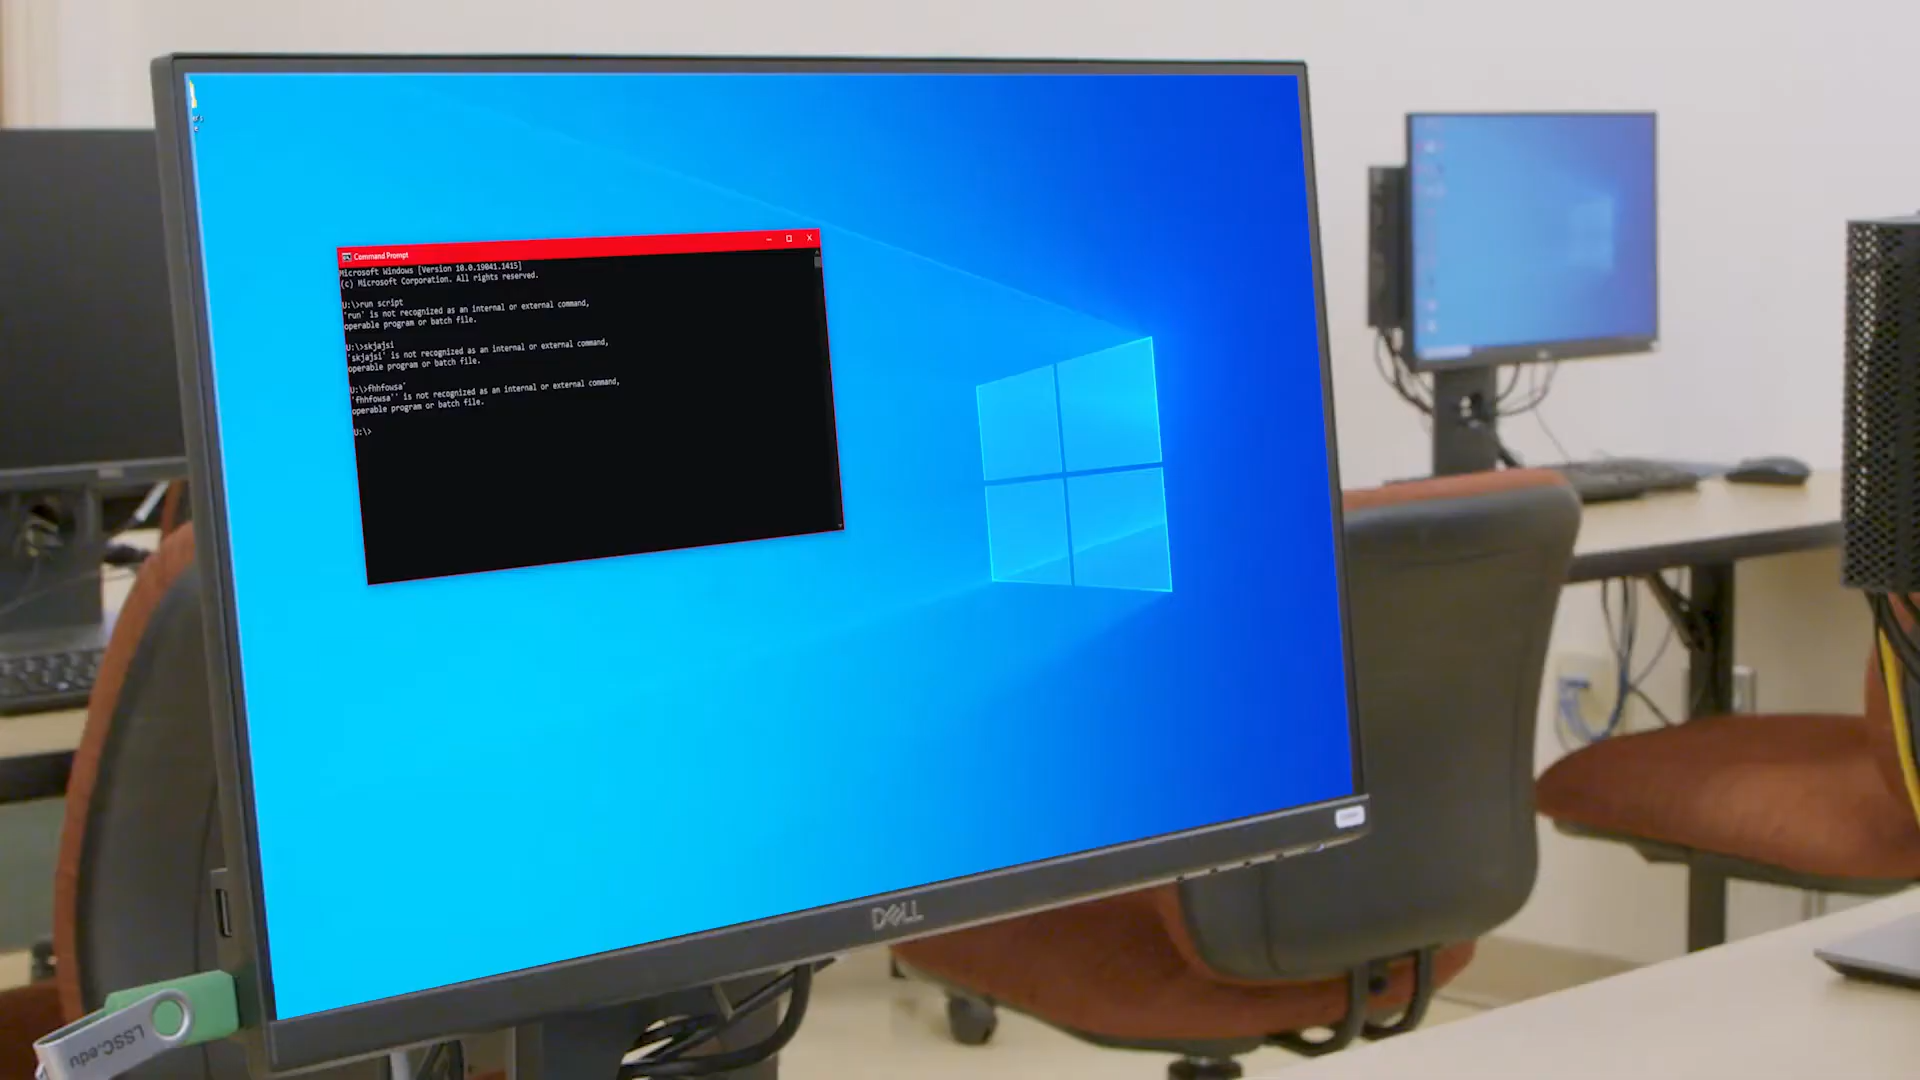 Command Prompt
Microsoft Windows [Version 10.0.19041.1415]
(c) Microsoft Corporation. All rights reserved.
U:\>run script
'run' is not recognized as an internal or external command,
operable program or batch file.
U:\>skjajsi
'skjajsi' is not recognized as an internal or external command,
operable program or batch file.
U:\>fhhfowsa'
'fhhfowsa'' is not recognized as an internal or external command,
operable program or batch file.
U:\>
DELL
LSSC.edu